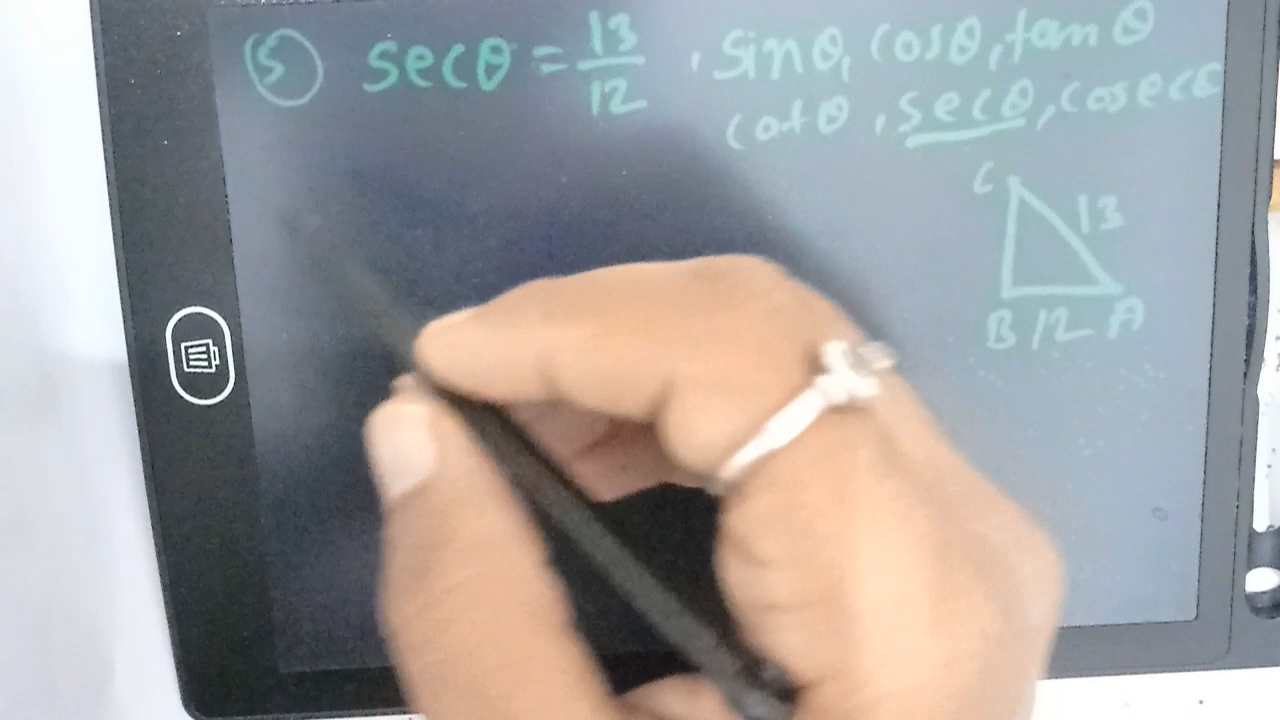 (5) secθ = 13/12 , sinθ, cosθ, tanθ
cotθ, secθ, cosecθ
C
13
B 12 A